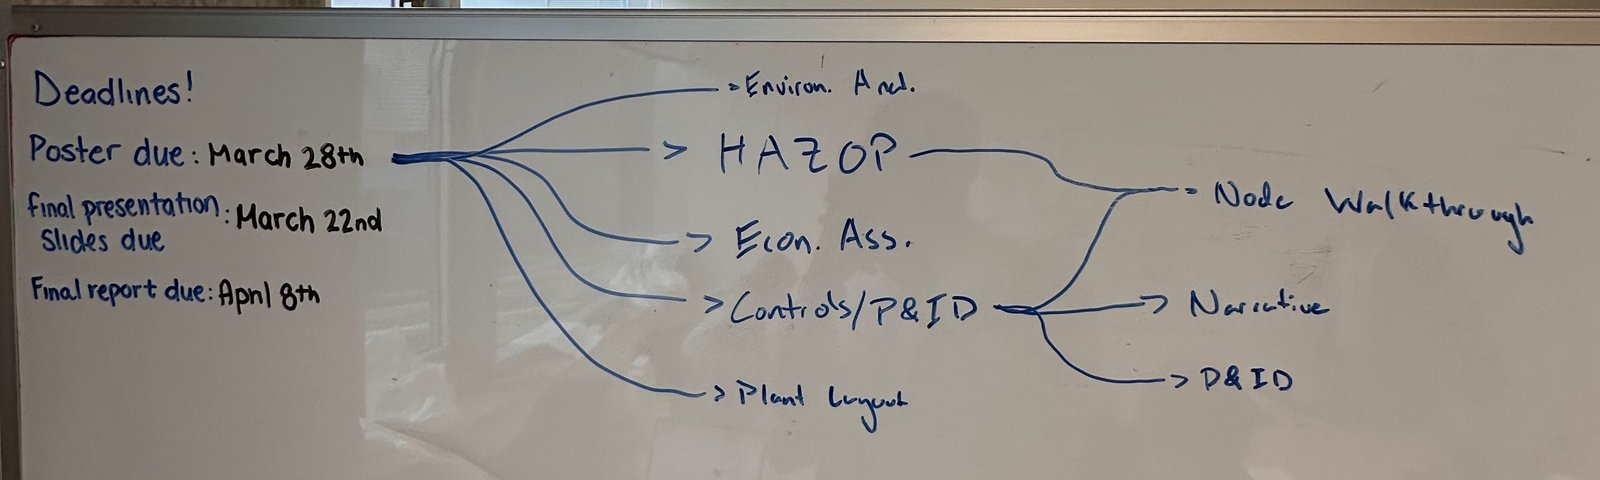 Deadlines!
Poster due: March 28th
final presentation: March 22nd
Slides due
Final report due: April 8th
Environ. Anal.
HAZOP
Econ. Ass.
Controls/P&ID
Plant Layout
Node Walkthrough
Narrative
P&ID